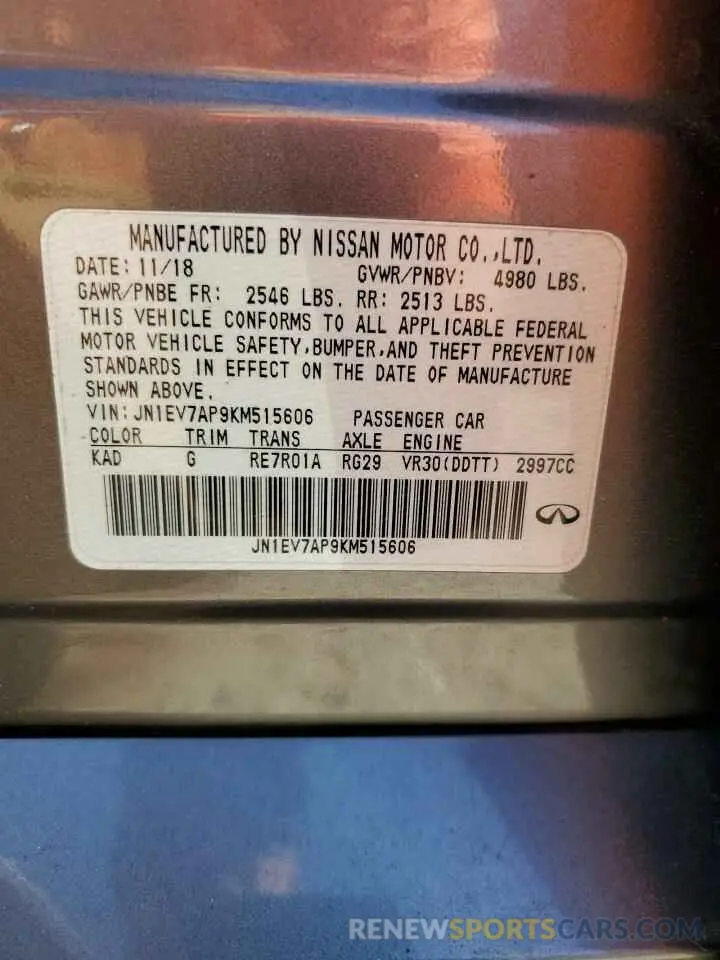 MANUFACTURED BY NISSAN MOTOR CO.,LTD.
DATE: 11/18 GVWR/PNBV: 4980 LBS.
GAWR/PNBE FR: 2546 LBS. RR: 2513 LBS.
THIS VEHICLE CONFORMS TO ALL APPLICABLE FEDERAL
MOTOR VEHICLE SAFETY,BUMPER,AND THEFT PREVENTION
STANDARDS IN EFFECT ON THE DATE OF MANUFACTURE
SHOWN ABOVE.
VIN: JN1EV7AP9KM515606 PASSENGER CAR
COLOR TRIM TRANS AXLE ENGINE
KAD G RE7R01A RG29 VR30(DDTT) 2997CC
JN1EV7AP9KM515606
RENEWSPORTSCARS.COM